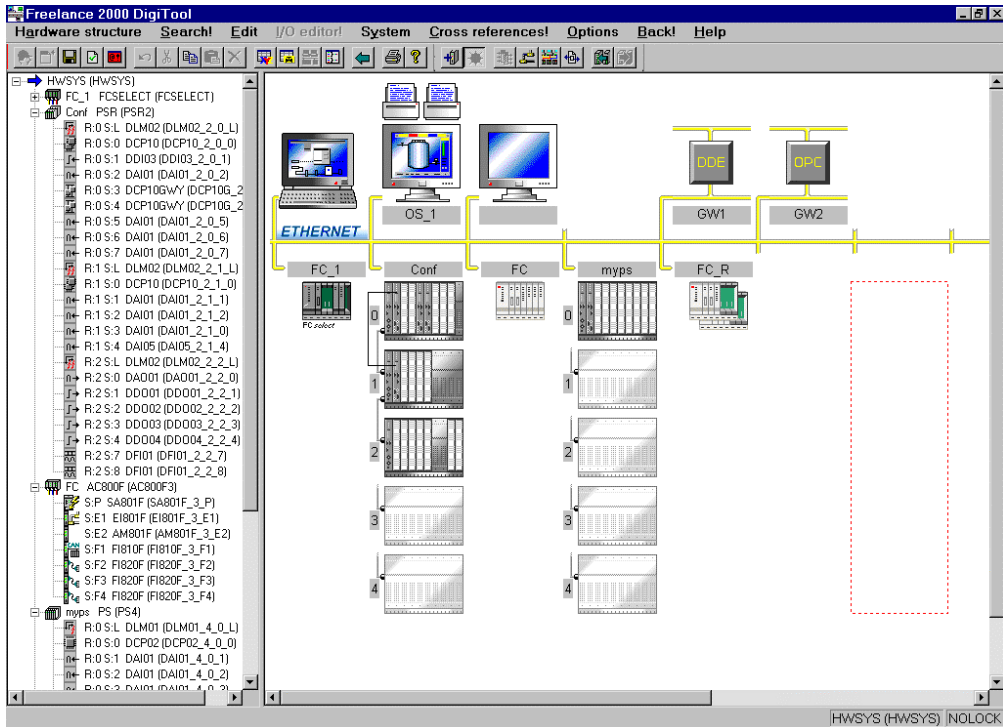 Freelance 2000 DigiTool
Hardware structure Search! Edit I/O editor! System Cross references! Options Back! Help
HWSYS (HWSYS)
FC_1 FCSELECT (FCSELECT)
Conf PSR (PSR2)
R:0 S:L DLM02 (DLM02_2_0_L)
R:0 S:0 DCP10 (DCP10_2_0_0)
R:0 S:1 DDI03 (DDI03_2_0_1)
R:0 S:2 DAI01 (DAI01_2_0_2)
R:0 S:3 DCP10GWY (DCP10G_2
R:0 S:4 DCP10GWY (DCP10G_2
R:0 S:5 DAI01 (DAI01_2_0_5)
R:0 S:6 DAI01 (DAI01_2_0_6)
R:0 S:7 DAI01 (DAI01_2_0_7)
R:1 S:L DLM02 (DLM02_2_1_L)
R:1 S:0 DCP10 (DCP10_2_1_0)
R:1 S:1 DAI01 (DAI01_2_1_1)
R:1 S:2 DAI01 (DAI01_2_1_2)
R:1 S:3 DAI01 (DAI01_2_1_0)
R:1 S:4 DAI05 (DAI05_2_1_4)
R:2 S:L DLM02 (DLM02_2_2_L)
R:2 S:0 DAO01 (DAO01_2_2_0)
R:2 S:1 DDO01 (DDO01_2_2_1)
R:2 S:2 DDO02 (DDO02_2_2_2)
R:2 S:3 DDO03 (DDO03_2_2_3)
R:2 S:4 DDO04 (DDO04_2_2_4)
R:2 S:7 DFI01 (DFI01_2_2_7)
R:2 S:8 DFI01 (DFI01_2_2_8)
FC AC800F (AC800F3)
S:P SA801F (SA801F_3_P)
S:E1 EI801F (EI801F_3_E1)
S:E2 AM801F (AM801F_3_E2)
S:F1 FI810F (FI810F_3_F1)
S:F2 FI820F (FI820F_3_F2)
S:F3 FI820F (FI820F_3_F3)
S:F4 FI820F (FI820F_3_F4)
myps PS (PS4)
R:0 S:L DLM01 (DLM01_4_0_L)
R:0 S:0 DCP02 (DCP02_4_0_0)
R:0 S:1 DAI01 (DAI01_4_0_1)
R:0 S:2 DAI01 (DAI01_4_0_2)
R:0 S:3 DAI01 (DAI01_4_0_3)
DDE OPC
OS_1 GW1 GW2
ETHERNET
FC_1 Conf FC myps FC_R
FC select
0 0
1 1
2 2
3 3
4 4
HWSYS (HWSYS) NOLOCK